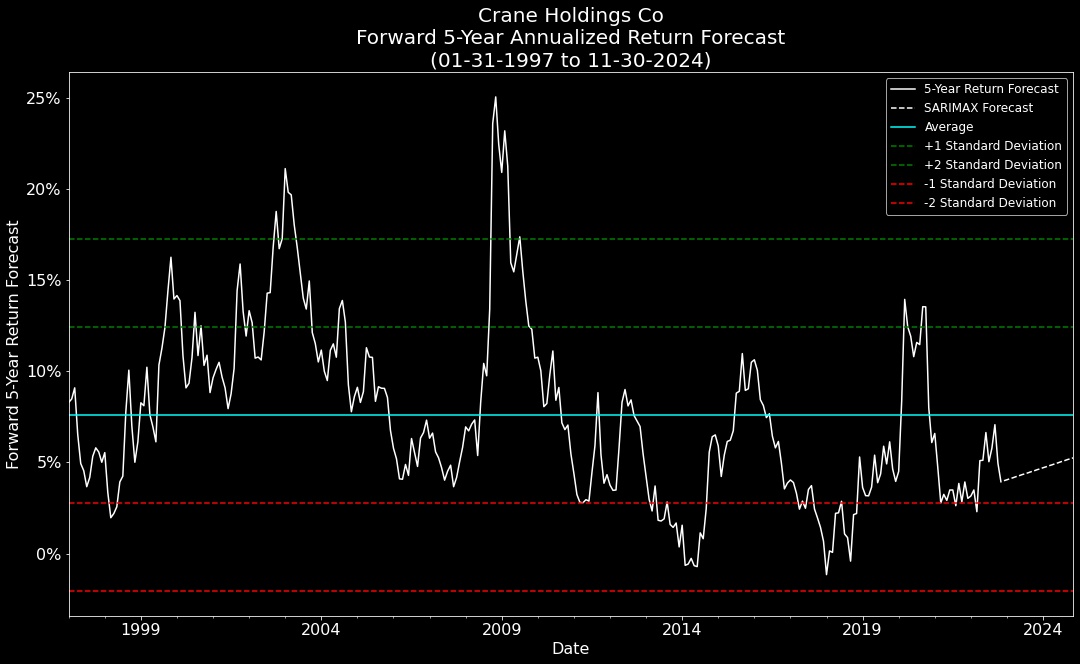 Crane Holdings Co
Forward 5-Year Annualized Return Forecast
(01-31-1997 to 11-30-2024)
5-Year Return Forecast
SARIMAX Forecast
Average
+1 Standard Deviation
+2 Standard Deviation
-1 Standard Deviation
-2 Standard Deviation
Forward 5-Year Return Forecast
25%
20%
15%
10%
5%
0%
1999 2004 2009 2014 2019 2024
Date